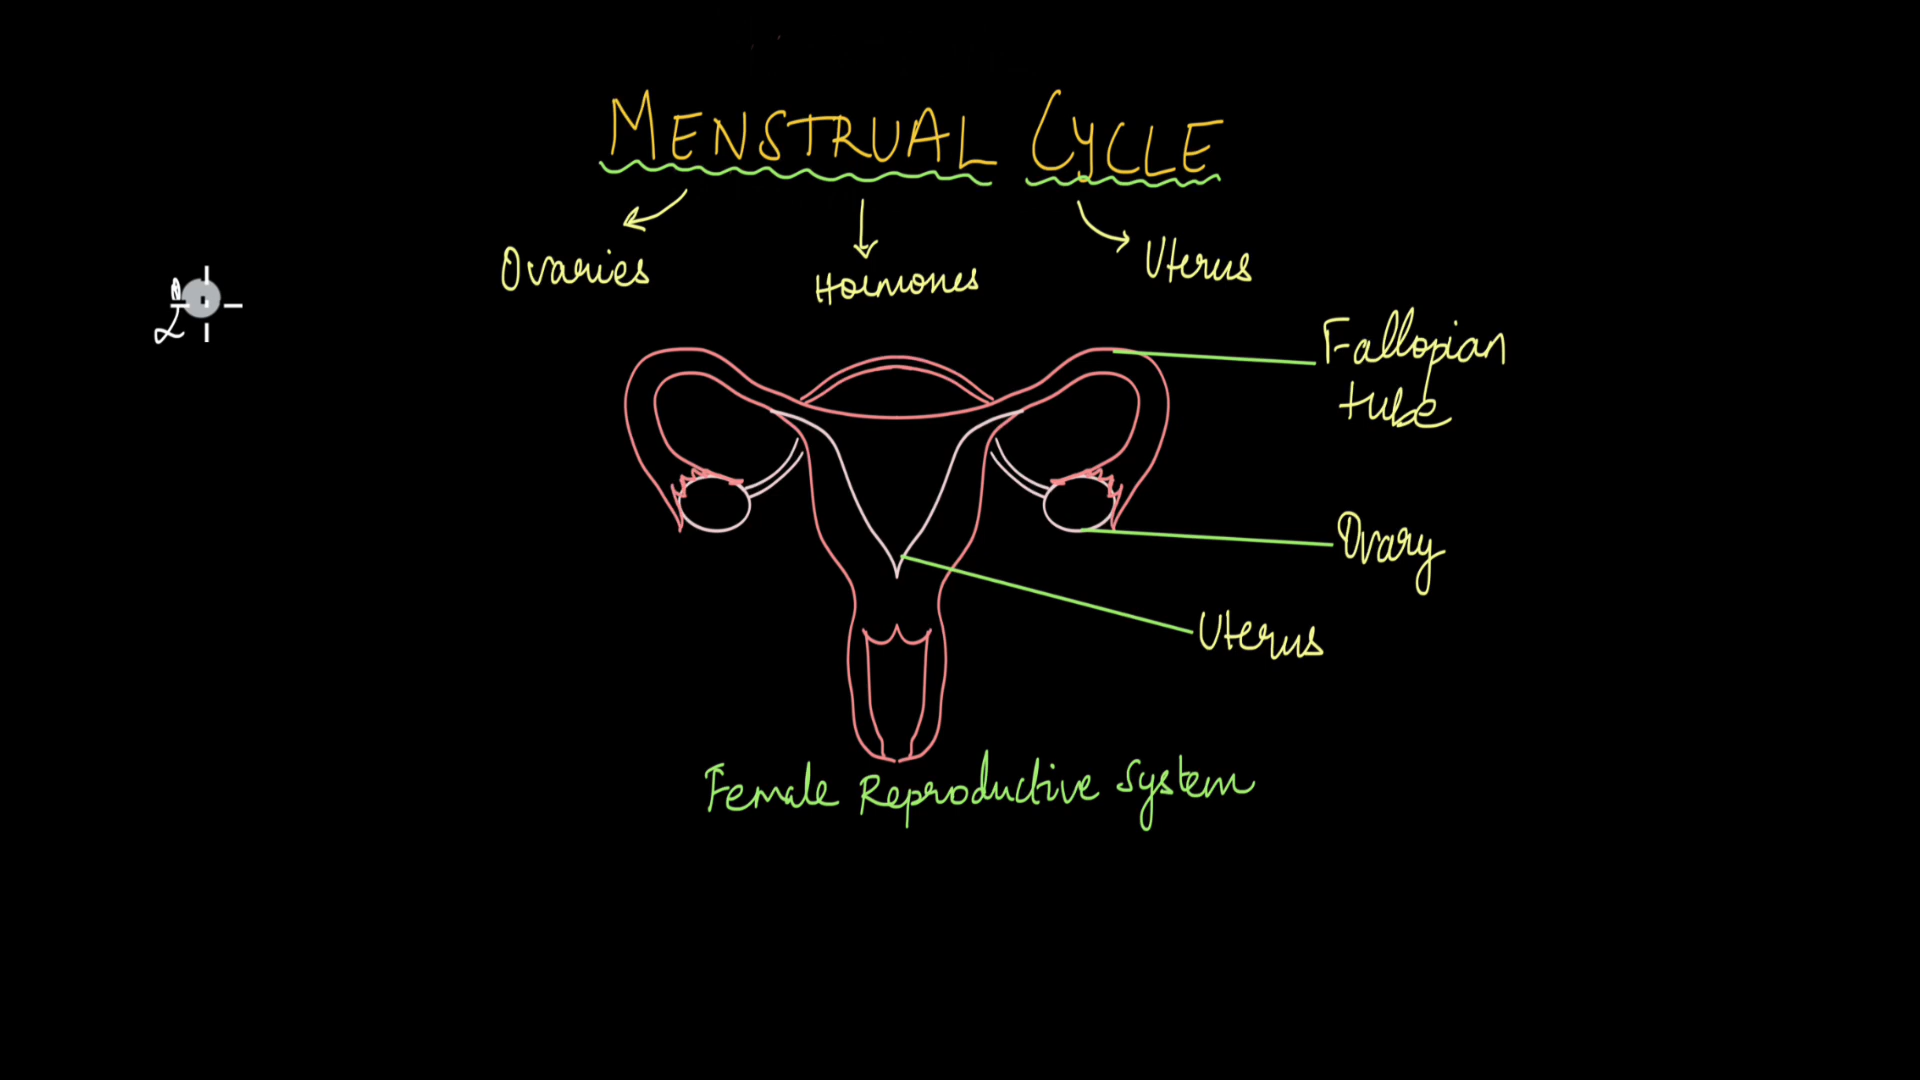 MENSTRUAL CYCLE
Ovaries
Hormones
Uterus
Fallopian
tube
Ovary
Uterus
Female Reproductive System